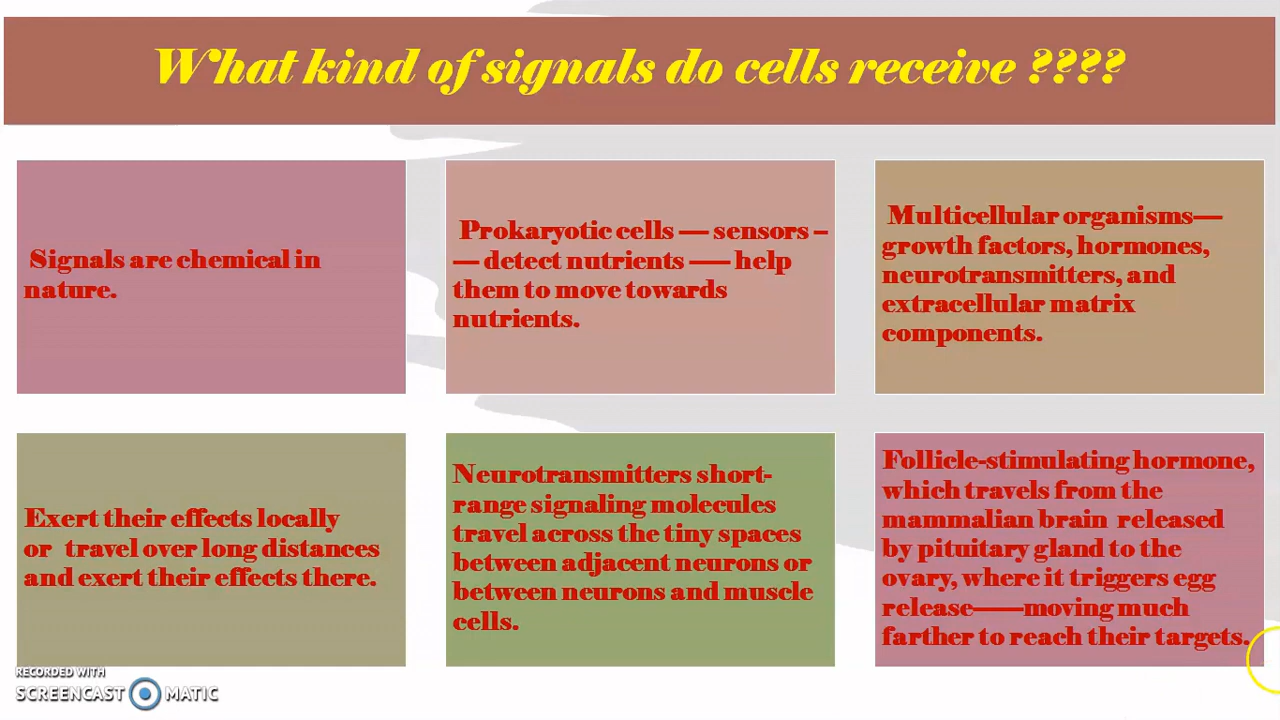 What kind of signals do cells receive ????
Signals are chemical in
nature.
Prokaryotic cells — sensors –
— detect nutrients —– help
them to move towards
nutrients.
Multicellular organisms—
growth factors, hormones,
neurotransmitters, and
extracellular matrix
components.
Exert their effects locally
or  travel over long distances
and exert their effects there.
Neurotransmitters short-
range signaling molecules
travel across the tiny spaces
between adjacent neurons or
between neurons and muscle
cells.
Follicle-stimulating hormone,
which travels from the
mammalian brain  released
by pituitary gland to the
ovary, where it triggers egg
release——moving much
farther to reach their targets.
RECORDED WITH
SCREENCAST MATIC